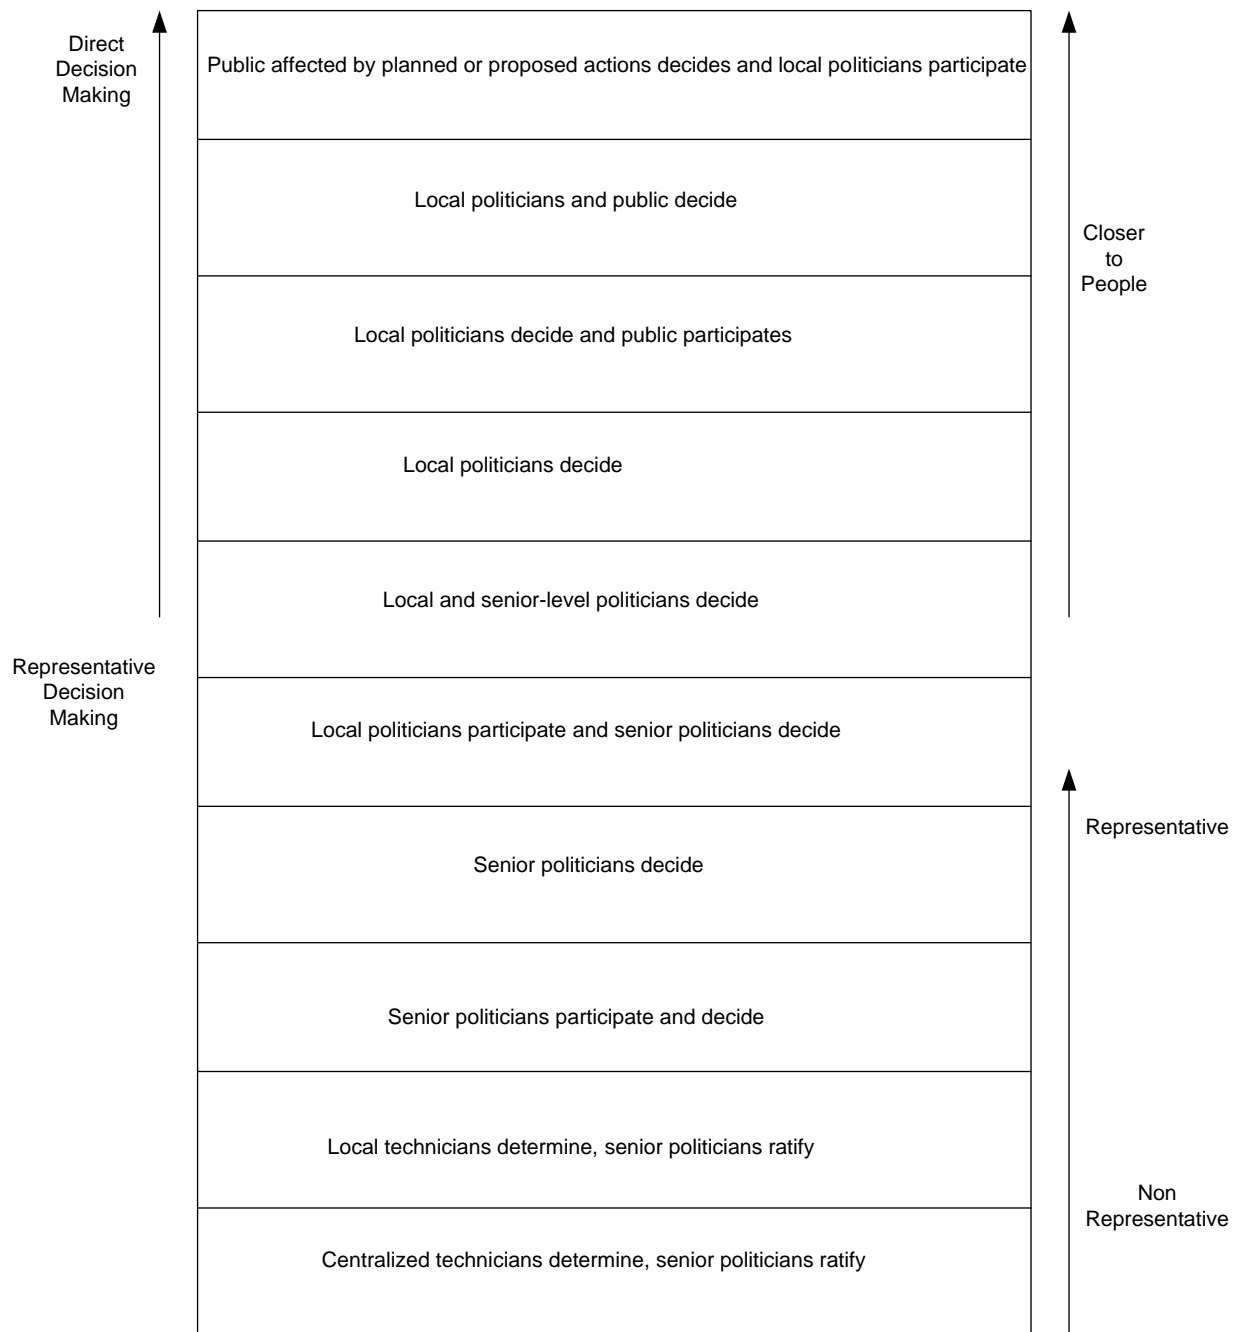 Direct
Decision
Making
Public affected by planned or proposed actions decides and local politicians participate
Local politicians and public decide
Closer
to
People
Local politicians decide and public participates
Local politicians decide
Local and senior-level politicians decide
Representative
Decision
Making
Local politicians participate and senior politicians decide
Representative
Senior politicians decide
Senior politicians participate and decide
Local technicians determine, senior politicians ratify
Non
Representative
Centralized technicians determine, senior politicians ratify